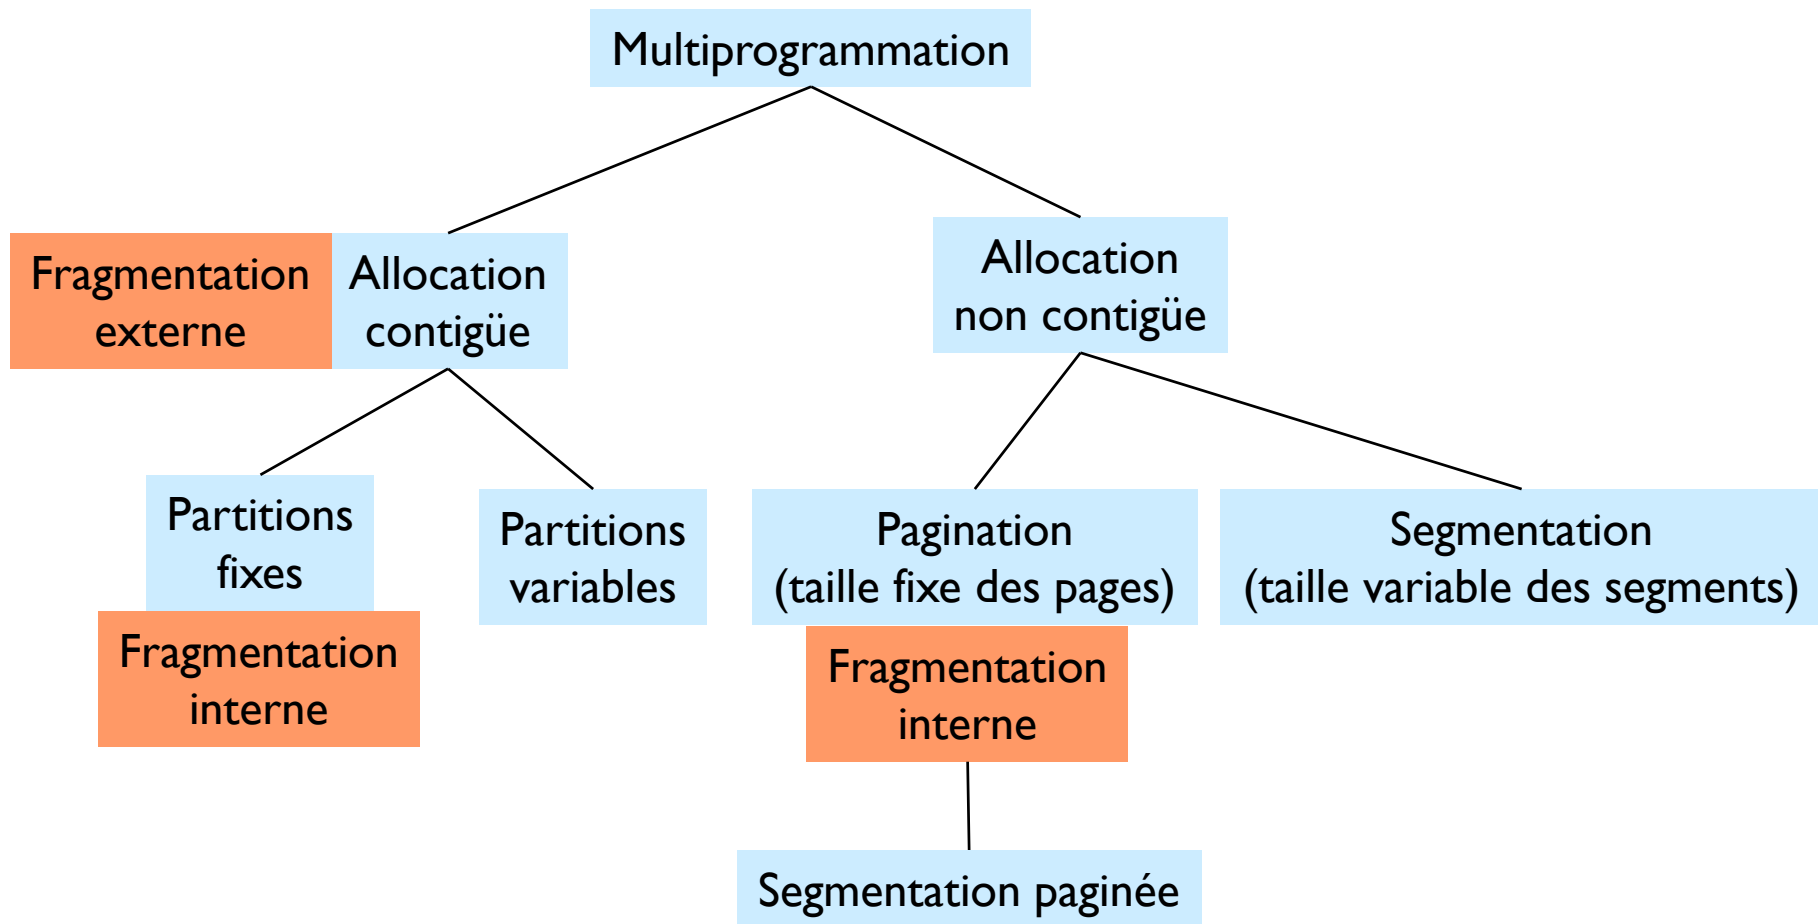 Multiprogrammation
Fragmentation
externe
Allocation
contigüe
Allocation
non contigüe
Partitions
fixes
Fragmentation
interne
Partitions
variables
Pagination
(taille fixe des pages)
Fragmentation
interne
Segmentation
(taille variable des segments)
Segmentation paginée